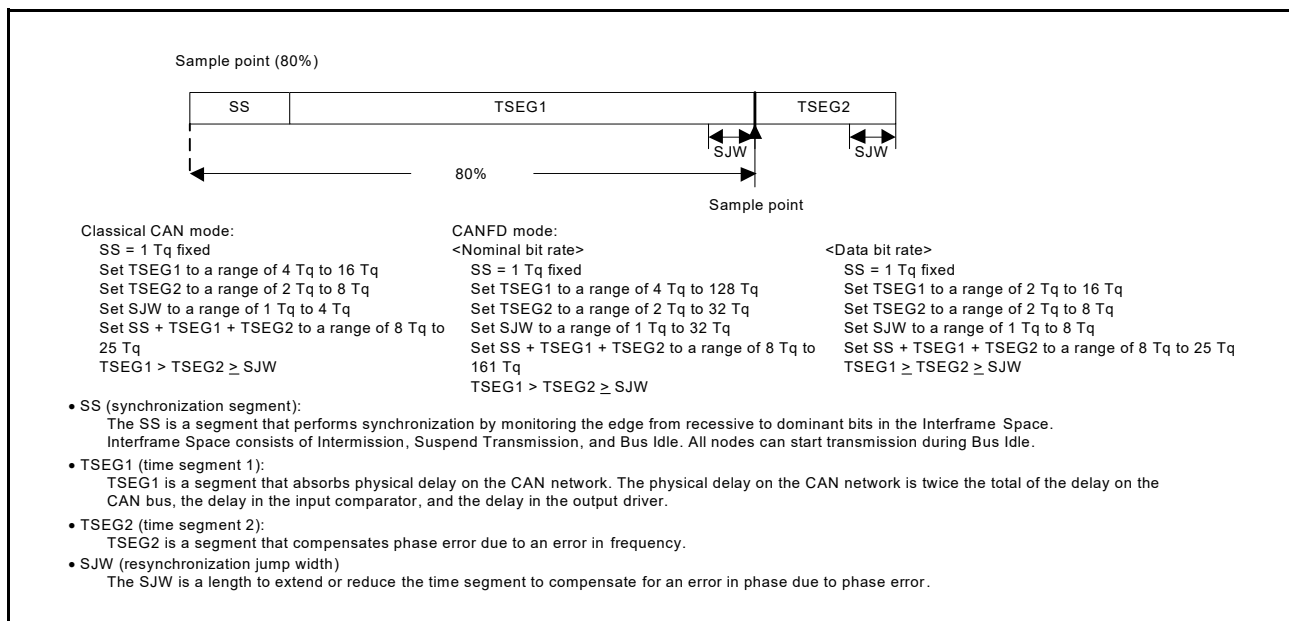 Sample point (80%)
SS TSEG1 TSEG2
SJW SJW
80%
Sample point
Classical CAN mode:
SS = 1 Tq fixed
Set TSEG1 to a range of 4 Tq to 16 Tq
Set TSEG2 to a range of 2 Tq to 8 Tq
Set SJW to a range of 1 Tq to 4 Tq
Set SS + TSEG1 + TSEG2 to a range of 8 Tq to
25 Tq
TSEG1 > TSEG2 ≥ SJW
CANFD mode:
<Nominal bit rate>
SS = 1 Tq fixed
Set TSEG1 to a range of 4 Tq to 128 Tq
Set TSEG2 to a range of 2 Tq to 32 Tq
Set SJW to a range of 1 Tq to 32 Tq
Set SS + TSEG1 + TSEG2 to a range of 8 Tq to
161 Tq
TSEG1 > TSEG2 ≥ SJW
<Data bit rate>
SS = 1 Tq fixed
Set TSEG1 to a range of 2 Tq to 16 Tq
Set TSEG2 to a range of 2 Tq to 8 Tq
Set SJW to a range of 1 Tq to 8 Tq
Set SS + TSEG1 + TSEG2 to a range of 8 Tq to 25 Tq
TSEG1 ≥ TSEG2 ≥ SJW
• SS (synchronization segment):
The SS is a segment that performs synchronization by monitoring the edge from recessive to dominant bits in the Interframe Space.
Interframe Space consists of Intermission, Suspend Transmission, and Bus Idle. All nodes can start transmission during Bus Idle.
• TSEG1 (time segment 1):
TSEG1 is a segment that absorbs physical delay on the CAN network. The physical delay on the CAN network is twice the total of the delay on the
CAN bus, the delay in the input comparator, and the delay in the output driver.
• TSEG2 (time segment 2):
TSEG2 is a segment that compensates phase error due to an error in frequency.
• SJW (resynchronization jump width)
The SJW is a length to extend or reduce the time segment to compensate for an error in phase due to phase error.